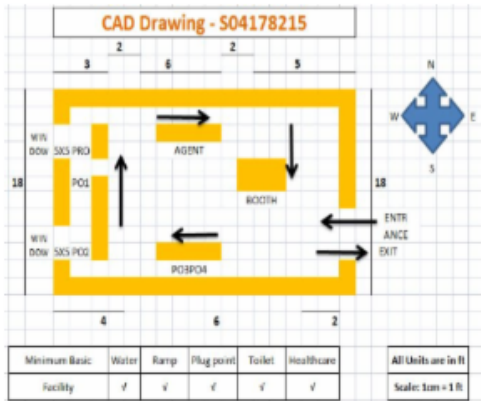 CAD Drawing - S04178215
2 2
3 6 5
N
W E
S
WIN
DOW 5X5 PRO
AGENT
18 PO1 18
BOOTH
ENTR
ANCE
WIN
DOW 5X5 PO2
EXIT
PO3PO4
4 6 2
Minimum Basic Water Ramp Plug point Toilet Healthcare All Units are in ft
Facility √ √ √ √ √ Scale: 1cm = 1 ft